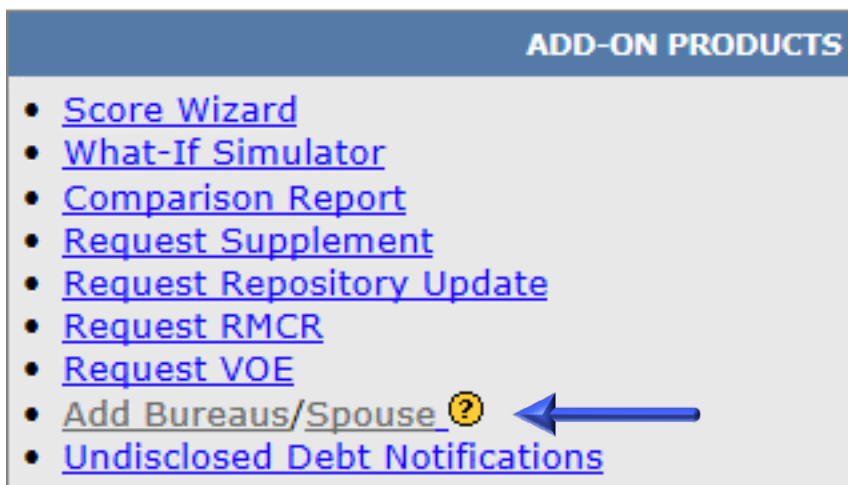 ADD-ON PRODUCTS
• Score Wizard
• What-If Simulator
• Comparison Report
• Request Supplement
• Request Repository Update
• Request RMCR
• Request VOE
• Add Bureaus/Spouse ?
• Undisclosed Debt Notifications